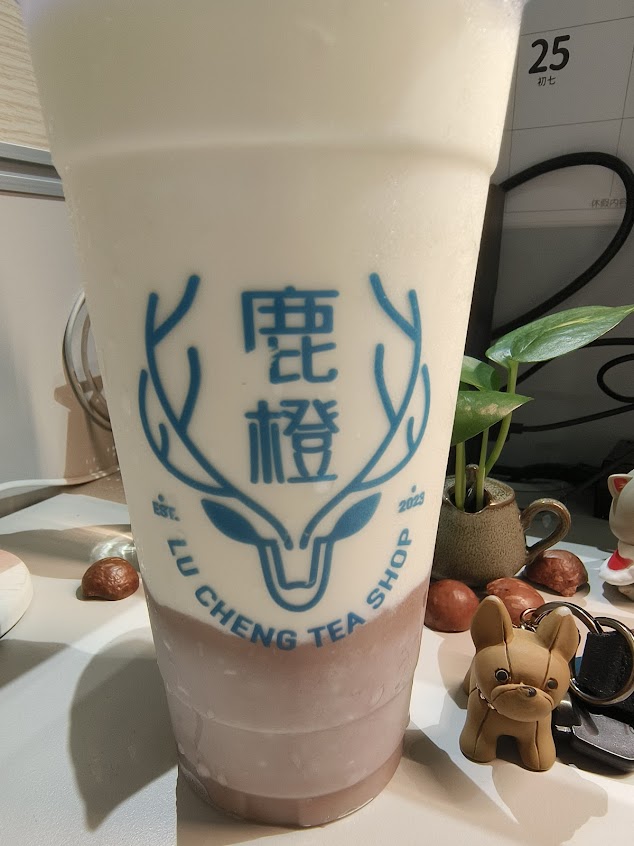 25
初七
鹿
橙
EST. 2023
LU CHENG TEA SHOP